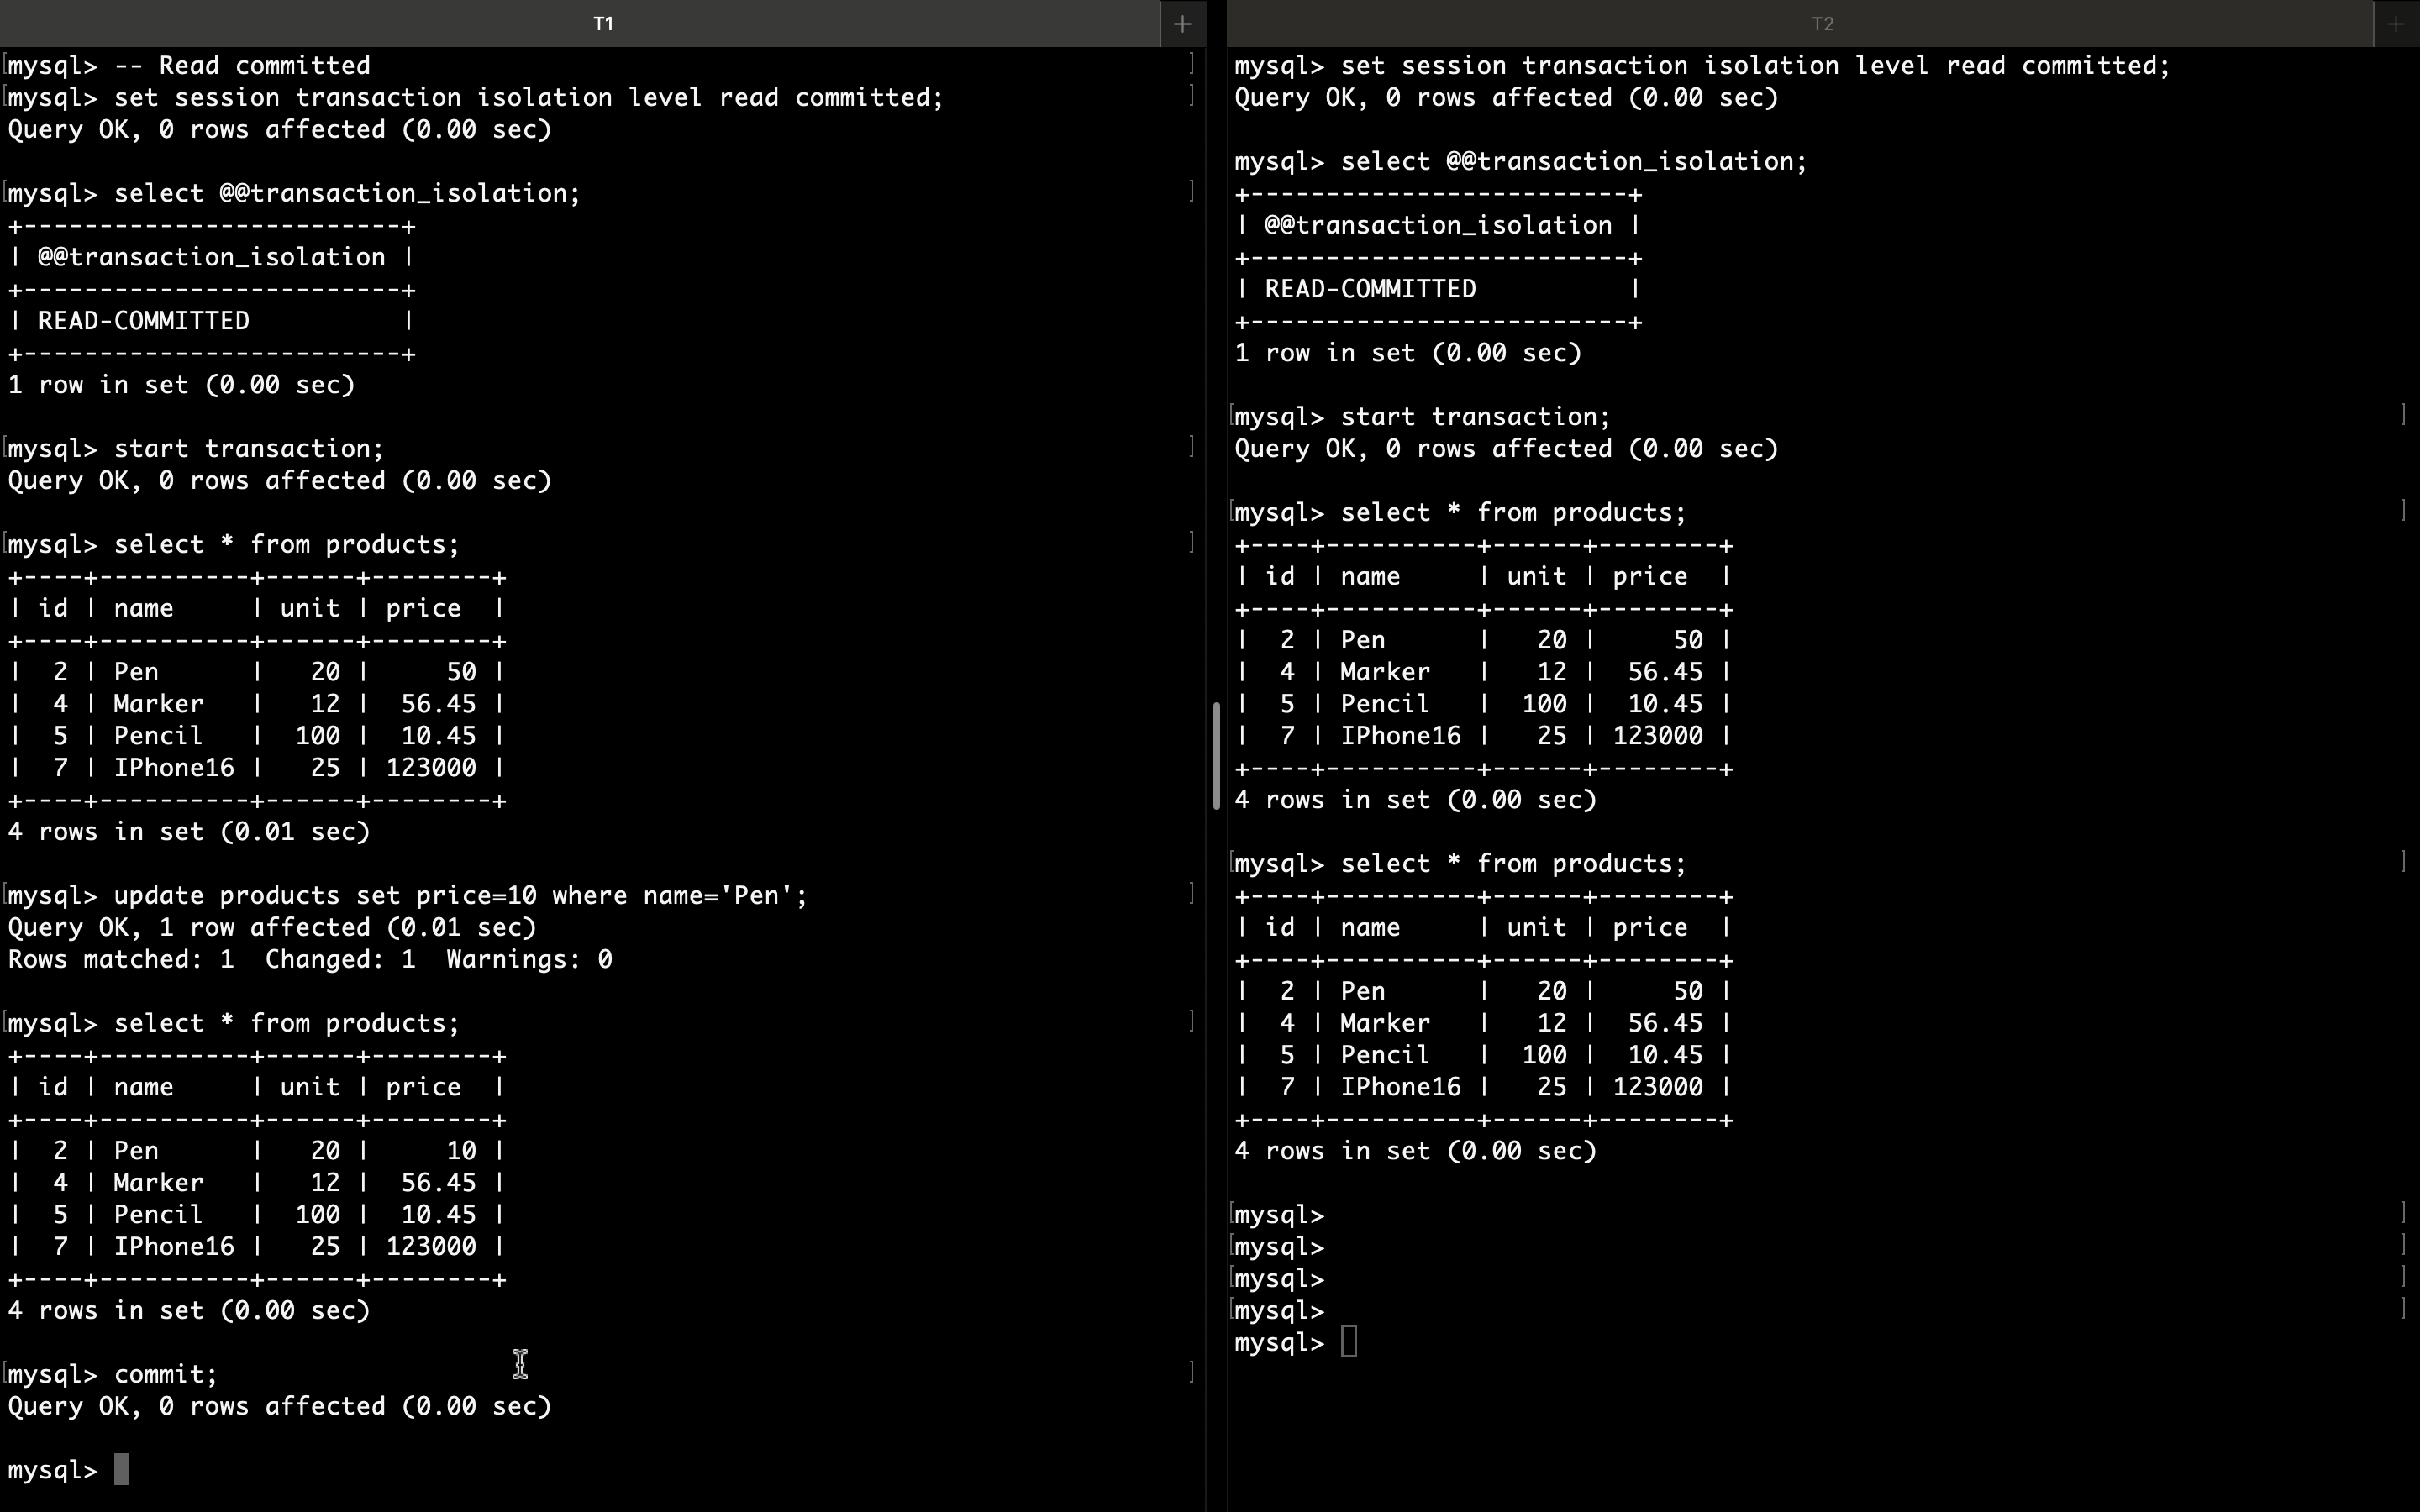 T1
mysql> -- Read committed
mysql> set session transaction isolation level read committed;
Query OK, 0 rows affected (0.00 sec)
mysql> select @@transaction_isolation;
+-------------------------+
| @@transaction_isolation |
+-------------------------+
| READ-COMMITTED          |
+-------------------------+
1 row in set (0.00 sec)
mysql> start transaction;
Query OK, 0 rows affected (0.00 sec)
mysql> select * from products;
+----+----------+------+--------+
| id | name     | unit | price  |
+----+----------+------+--------+
|  2 | Pen      |   20 |     50 |
|  4 | Marker   |   12 |  56.45 |
|  5 | Pencil   |  100 |  10.45 |
|  7 | IPhone16 |   25 | 123000 |
+----+----------+------+--------+
4 rows in set (0.01 sec)
mysql> update products set price=10 where name='Pen';
Query OK, 1 row affected (0.01 sec)
Rows matched: 1  Changed: 1  Warnings: 0
mysql> select * from products;
+----+----------+------+--------+
| id | name     | unit | price  |
+----+----------+------+--------+
|  2 | Pen      |   20 |     10 |
|  4 | Marker   |   12 |  56.45 |
|  5 | Pencil   |  100 |  10.45 |
|  7 | IPhone16 |   25 | 123000 |
+----+----------+------+--------+
4 rows in set (0.00 sec)
mysql> commit;
Query OK, 0 rows affected (0.00 sec)
mysql>
T2
mysql> set session transaction isolation level read committed;
Query OK, 0 rows affected (0.00 sec)
mysql> select @@transaction_isolation;
+-------------------------+
| @@transaction_isolation |
+-------------------------+
| READ-COMMITTED          |
+-------------------------+
1 row in set (0.00 sec)
mysql> start transaction;
Query OK, 0 rows affected (0.00 sec)
mysql> select * from products;
+----+----------+------+--------+
| id | name     | unit | price  |
+----+----------+------+--------+
|  2 | Pen      |   20 |     50 |
|  4 | Marker   |   12 |  56.45 |
|  5 | Pencil   |  100 |  10.45 |
|  7 | IPhone16 |   25 | 123000 |
+----+----------+------+--------+
4 rows in set (0.00 sec)
mysql> select * from products;
+----+----------+------+--------+
| id | name     | unit | price  |
+----+----------+------+--------+
|  2 | Pen      |   20 |     50 |
|  4 | Marker   |   12 |  56.45 |
|  5 | Pencil   |  100 |  10.45 |
|  7 | IPhone16 |   25 | 123000 |
+----+----------+------+--------+
4 rows in set (0.00 sec)
mysql>
mysql>
mysql>
mysql>
mysql>